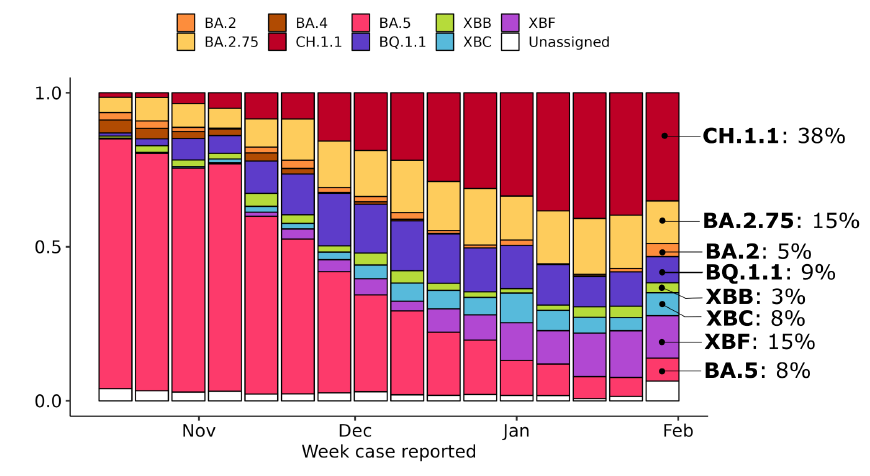 BA.2 BA.4 BA.5 XBB XBF
BA.2.75 CH.1.1 BQ.1.1 XBC Unassigned
1.0
CH.1.1: 38%
BA.2.75: 15%
BA.2: 5%
0.5
BQ.1.1: 9%
XBB: 3%
XBC: 8%
XBF: 15%
BA.5: 8%
0.0
Nov Dec Jan Feb
Week case reported